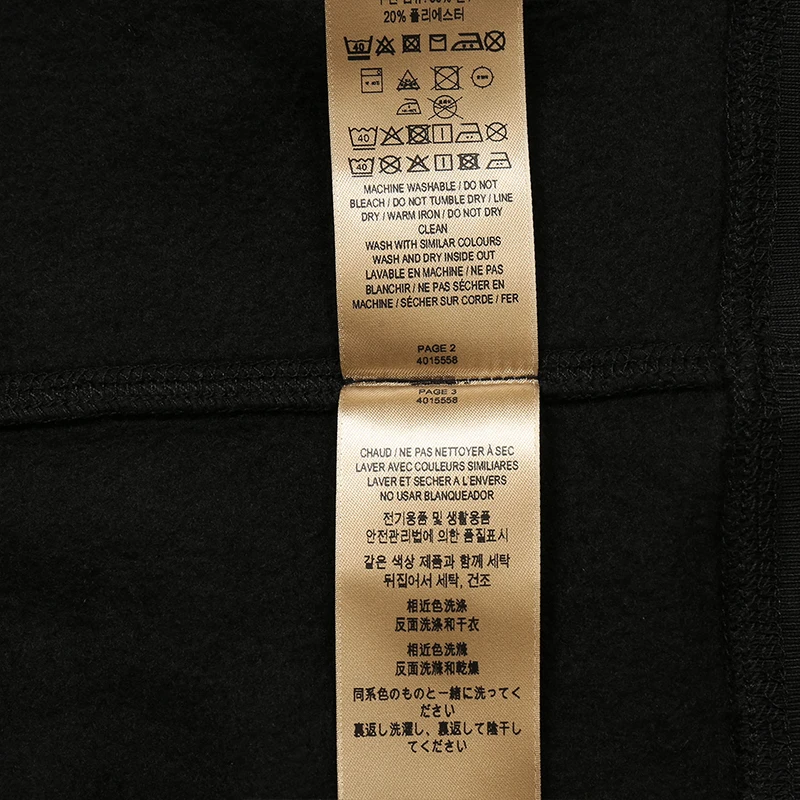 20% 폴리에스터
40
40
40
MACHINE WASHABLE / DO NOT
BLEACH / DO NOT TUMBLE DRY / LINE
DRY / WARM IRON / DO NOT DRY
CLEAN
WASH WITH SIMILAR COLOURS
WASH AND DRY INSIDE OUT
LAVABLE EN MACHINE / NE PAS
BLANCHIR / NE PAS SÉCHER EN
MACHINE / SÉCHER SUR CORDE / FER
PAGE 2
4015558
PAGE 3
4015558
CHAUD / NE PAS NETTOYER À SEC
LAVER AVEC COULEURS SIMILIARES
LAVER ET SECHER A L'ENVERS
NO USAR BLANQUEADOR
전기용품 및 생활용품
안전관리법에 의한 품질표시
같은 색상 제품과 함께 세탁
뒤집어서 세탁, 건조
相近色洗涤
反面洗涤和干衣
相近色洗滌
反面洗滌和乾燥
同系色のものと一緒に洗ってく
ださい
裏返し洗濯し、裏返して陰干し
てください